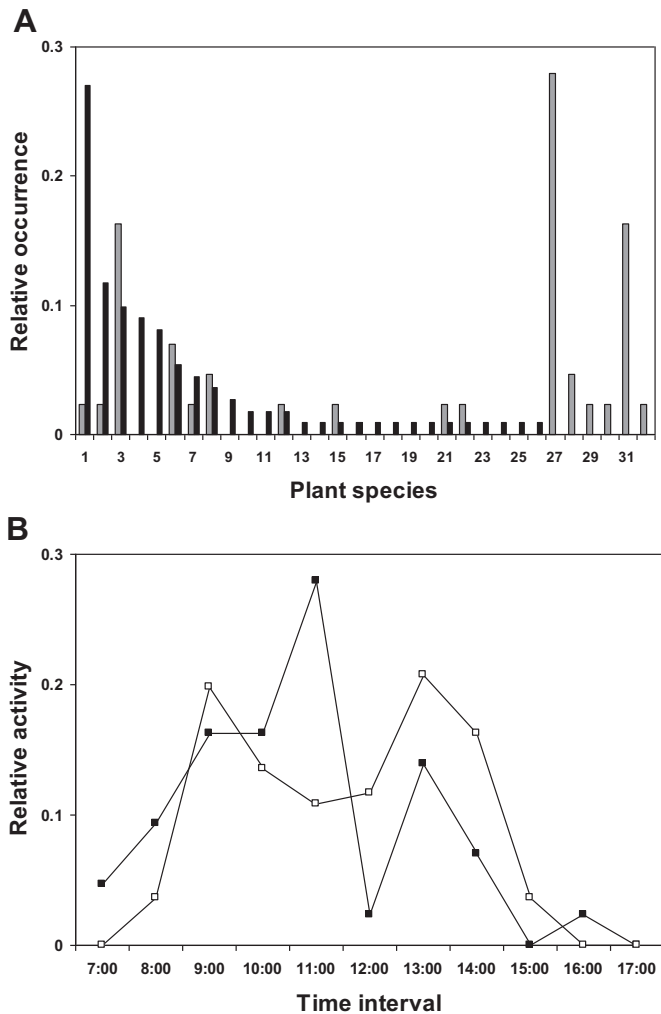 A
0.3
0.2
0.1
0
Relative occurrence
1 3 5 7 9 11 13 15 17 19 21 23 25 27 29 31
Plant species
B
0.3
0.2
0.1
0
Relative activity
7:00 8:00 9:00 10:00 11:00 12:00 13:00 14:00 15:00 16:00 17:00
Time interval